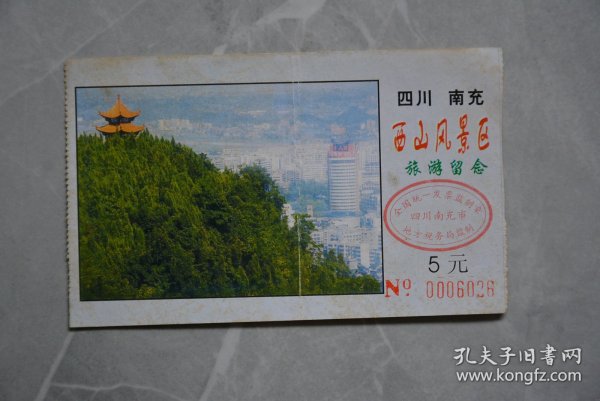 四川 南充
西山风景区
旅游留念
全国统一发票监制章
四川南充市
地方税务局监制
5元
No 0006026
孔夫子旧书网
www.kongfz.com